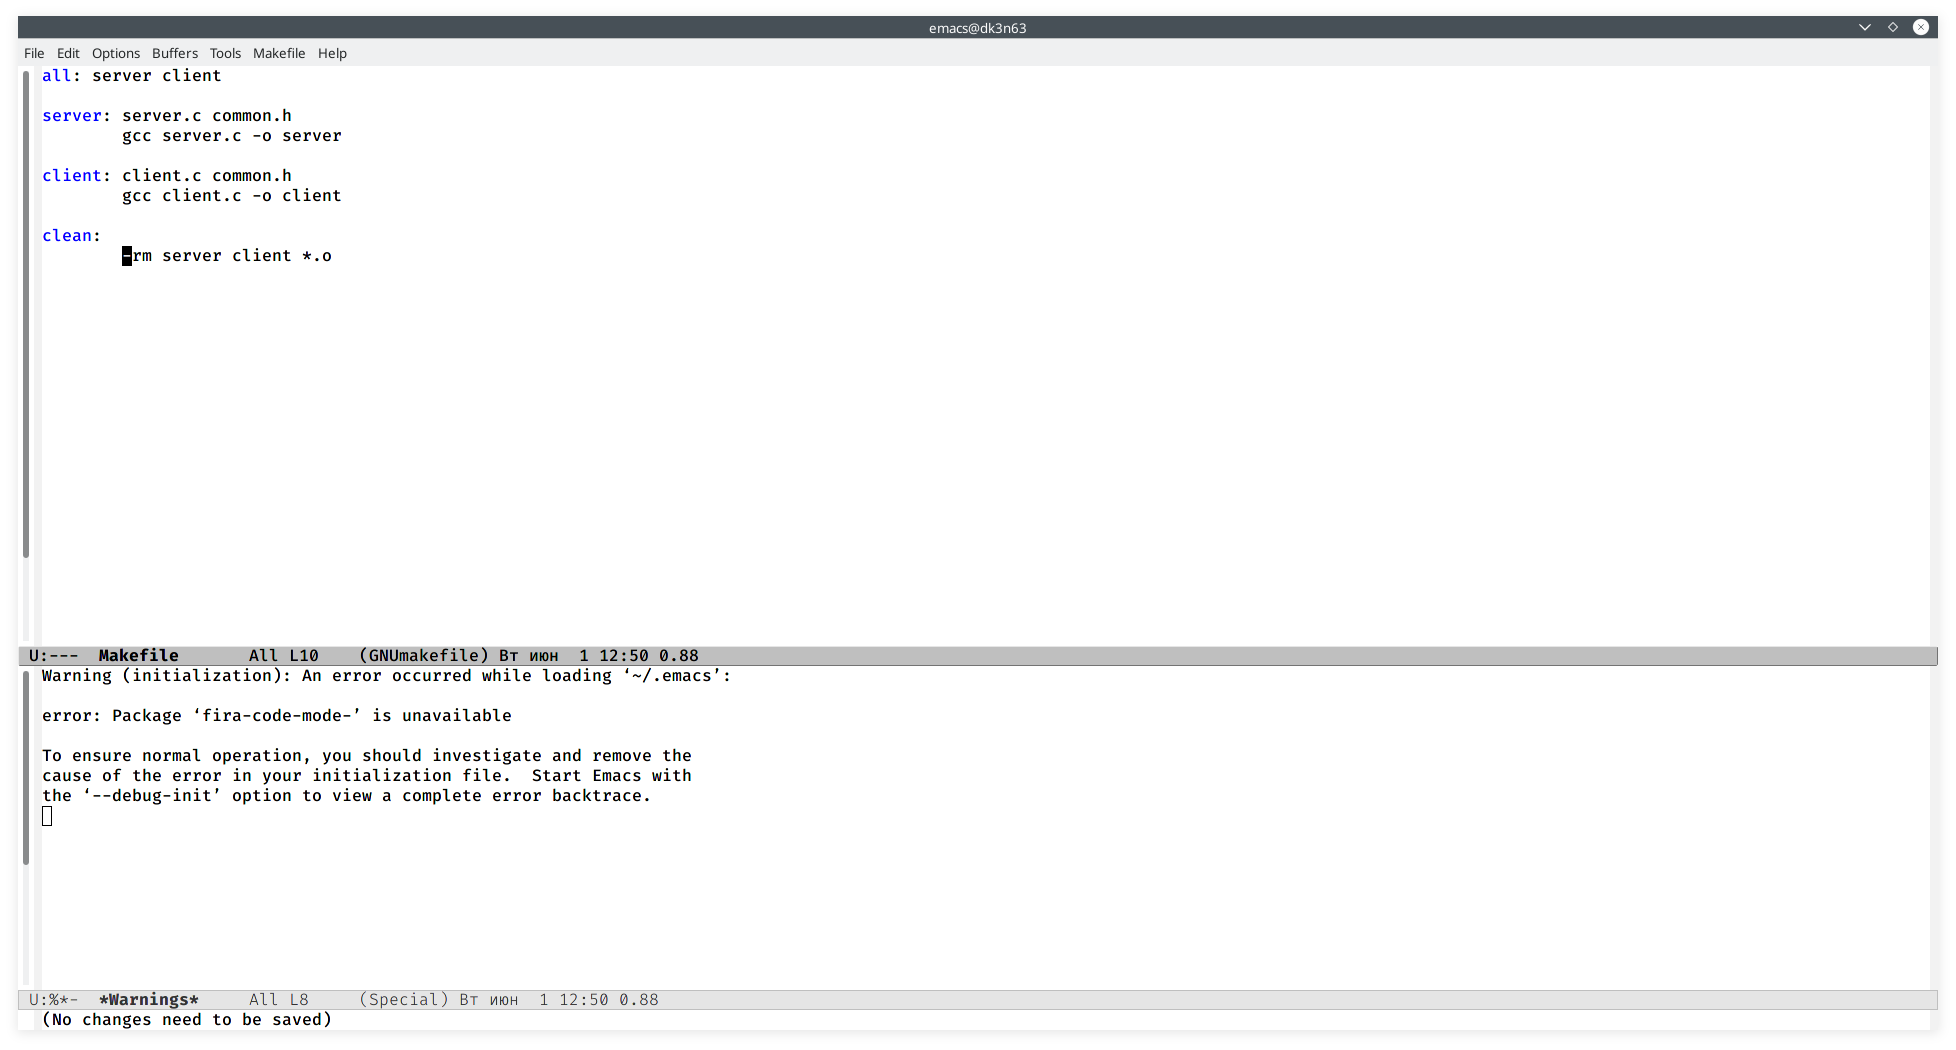 emacs@dk3n63
File Edit Options Buffers Tools Makefile Help
all: server client
server: server.c common.h
gcc server.c -o server
client: client.c common.h
gcc client.c -o client
clean:
-rm server client *.o
U:--- Makefile All L10 (GNUmakefile) Вт июн 1 12:50 0.88
Warning (initialization): An error occurred while loading ‘~/.emacs’:
error: Package ‘fira-code-mode-’ is unavailable
To ensure normal operation, you should investigate and remove the
cause of the error in your initialization file. Start Emacs with
the ‘--debug-init’ option to view a complete error backtrace.
U:%*- *Warnings* All L8 (Special) Вт июн 1 12:50 0.88
(No changes need to be saved)